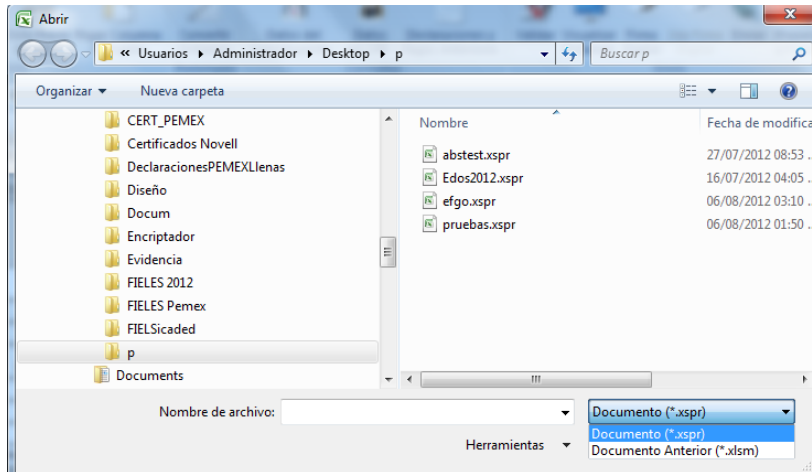 Abrir
« Usuarios ▸ Administrador ▸ Desktop ▸ p
Buscar p
Organizar
Nueva carpeta
CERT_PEMEX
Certificados Novell
DeclaracionesPEMEXLlenas
Diseño
Docum
Encriptador
Evidencia
FIELES 2012
FIELES Pemex
FIELSicaded
p
Documents
Nombre
Fecha de modifica
abstest.xspr
27/07/2012 08:53 .
Edos2012.xspr
16/07/2012 04:05 .
efgo.xspr
06/08/2012 03:10 .
pruebas.xspr
06/08/2012 01:50 .
Nombre de archivo:
Documento (*.xspr)
Documento (*.xspr)
Documento Anterior (*.xlsm)
Herramientas